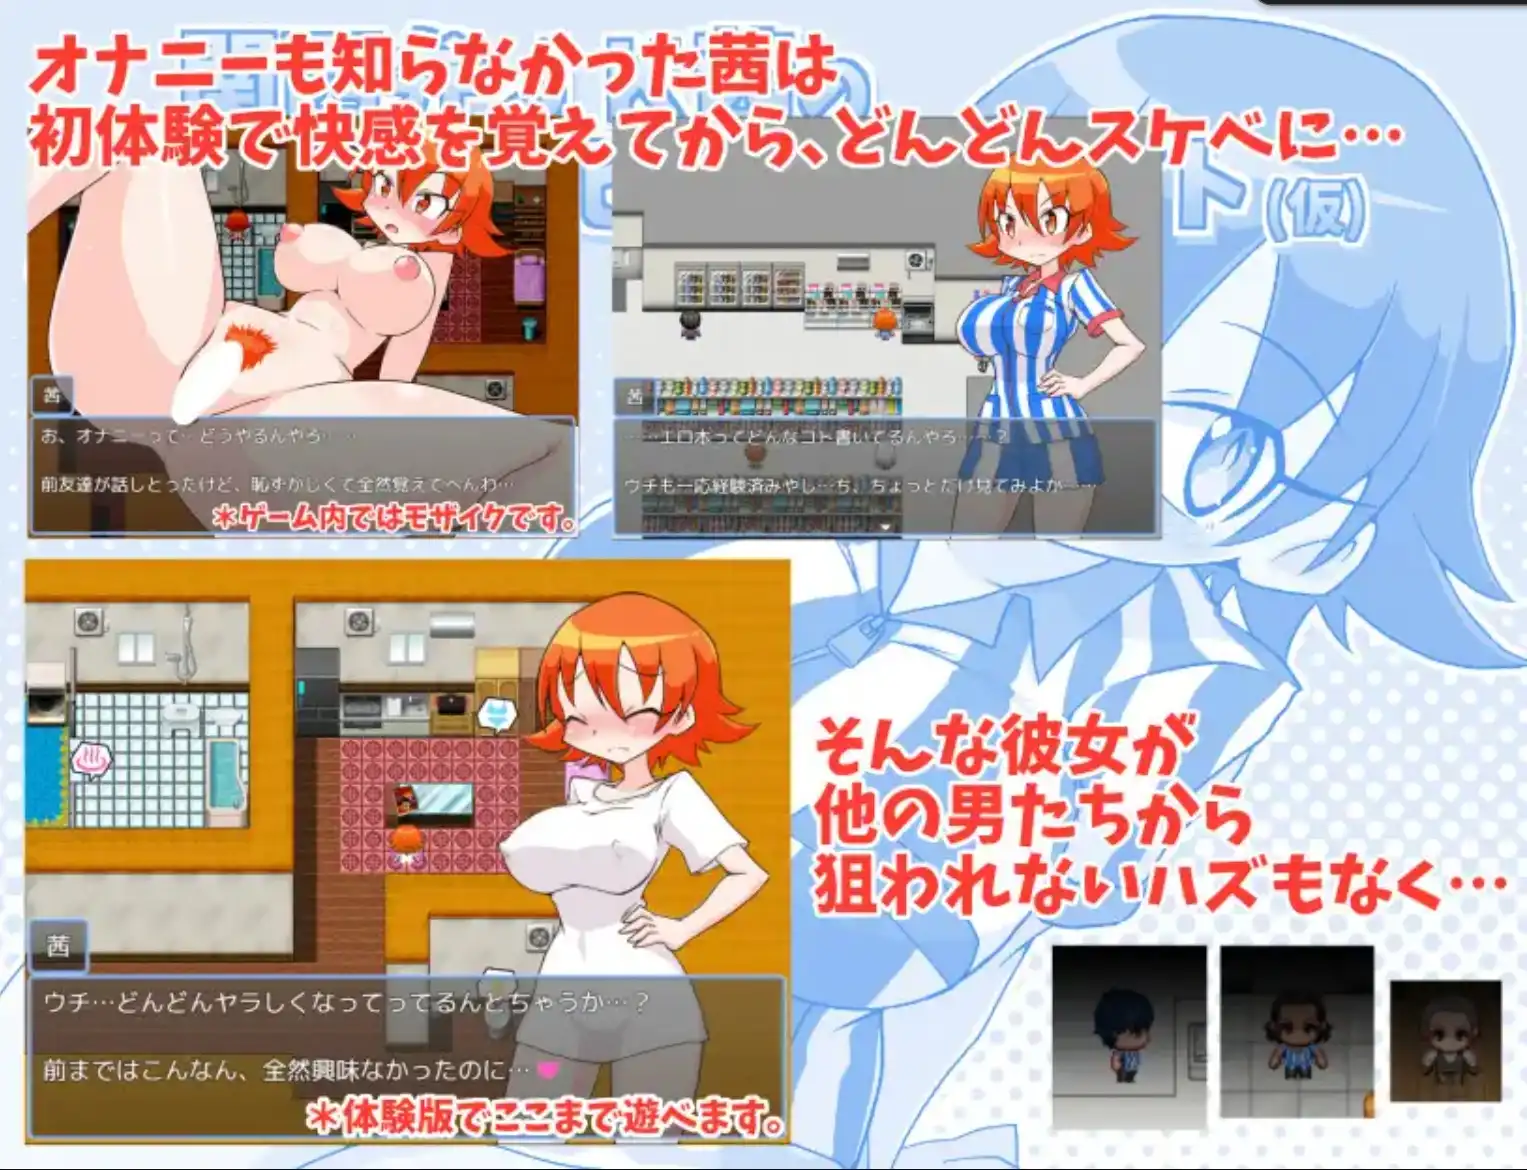 オナニーも知らなかった茜は
初体験で快感を覚えてから、どんどんスケベに…
ト(仮)
茜
お、オナニーって…どうやるんやろ……
前友達が話しとったけど、恥ずかしくて全然覚えてへんわ…
＊ゲーム内ではモザイクです。
茜
……エロ本ってどんなコト書いてるんやろ……？
ウチも一応経験済みやし…ち、ちょっとだけ見てみよか……
茜
ウチ…どんどんヤラしくなってってるんとちゃうか…？
前まではこんなん、全然興味なかったのに…
＊体験版でここまで遊べます。
そんな彼女が
他の男たちから
狙われないハズもなく…